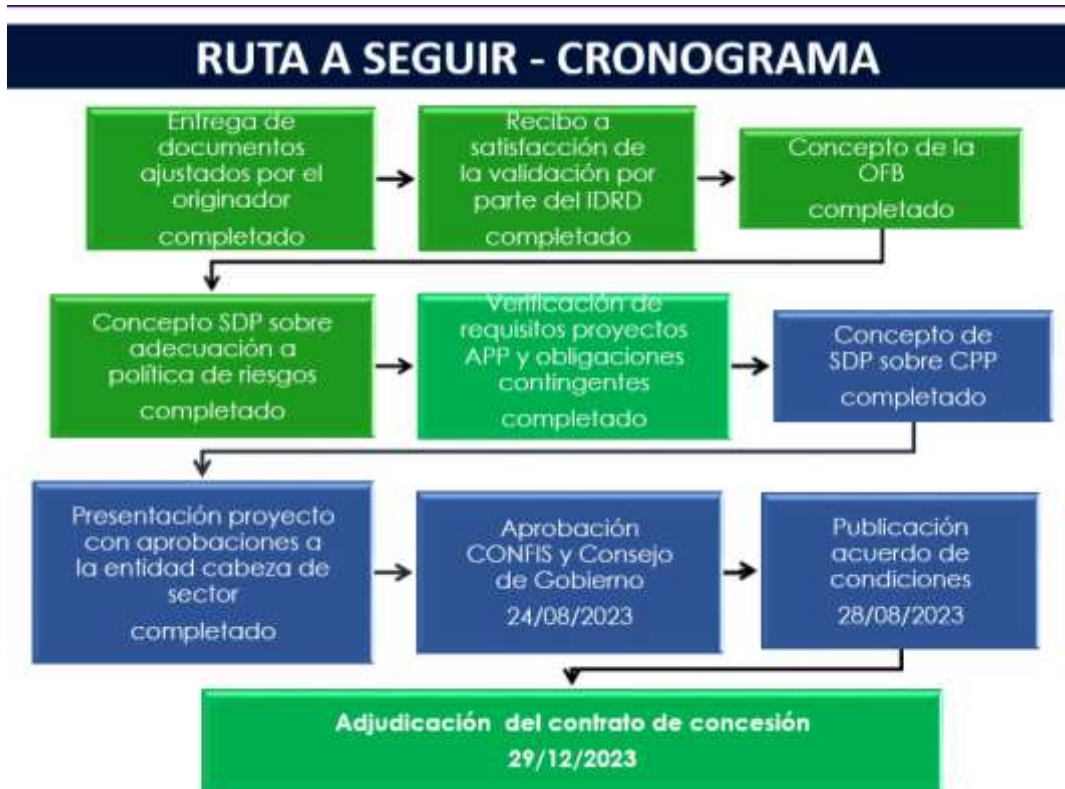 RUTA A SEGUIR - CRONOGRAMA
Entrega de
documentos
ajustados por el
originador
completado
Recibo a
satisfacción de
la validación por
parte del IDRD
completado
Concepto de la
OFB
completado
Concepto SDP sobre
adecuación a
política de riesgos
completado
Verificación de
requisitos proyectos
APP y obligaciones
contingentes
completado
Concepto de
SDP sobre CPP
completado
Presentación proyecto
con aprobaciones a
la entidad cabeza de
sector
completado
Aprobación
CONFIS y Consejo
de Gobierno
24/08/2023
Publicación
acuerdo de
condiciones
28/08/2023
Adjudicación del contrato de concesión
29/12/2023